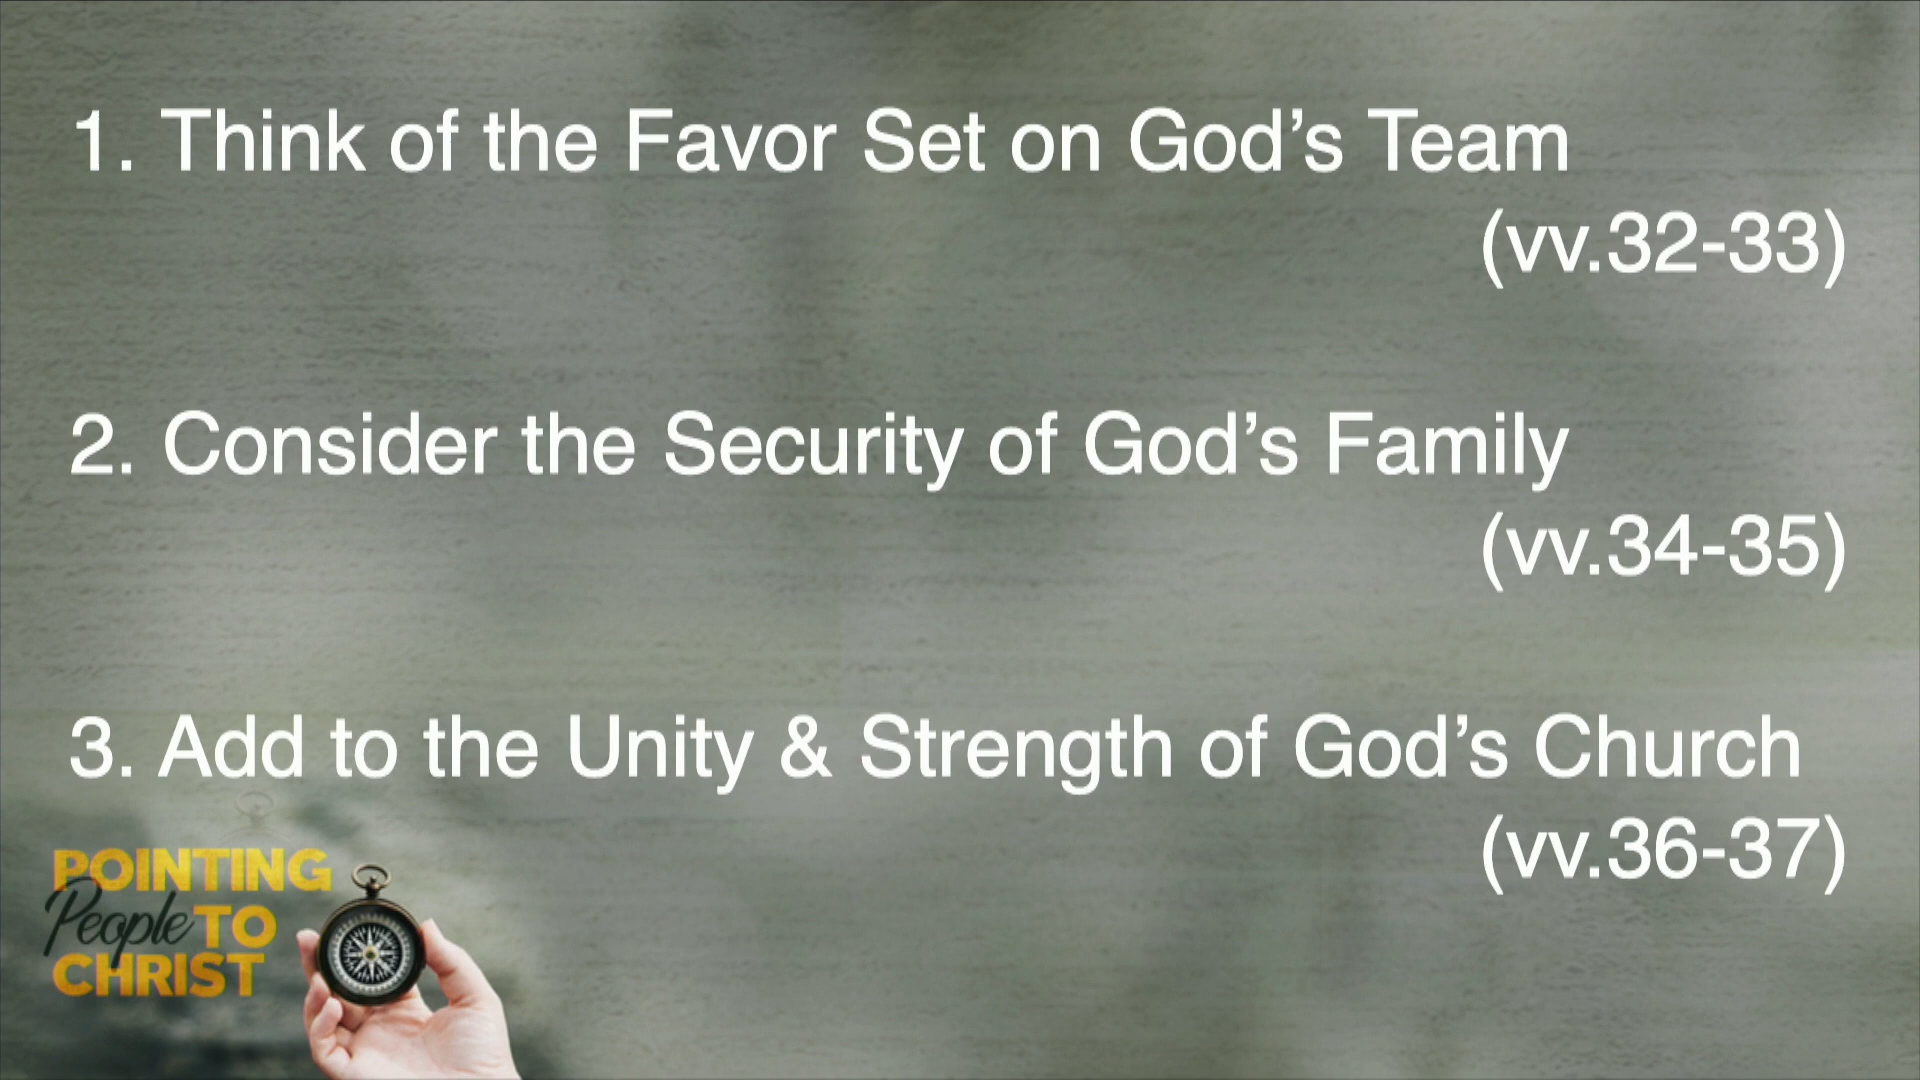 1. Think of the Favor Set on God’s Team
(vv.32-33)
2. Consider the Security of God’s Family
(vv.34-35)
3. Add to the Unity & Strength of God’s Church
(vv.36-37)
POINTING
People TO
CHRIST